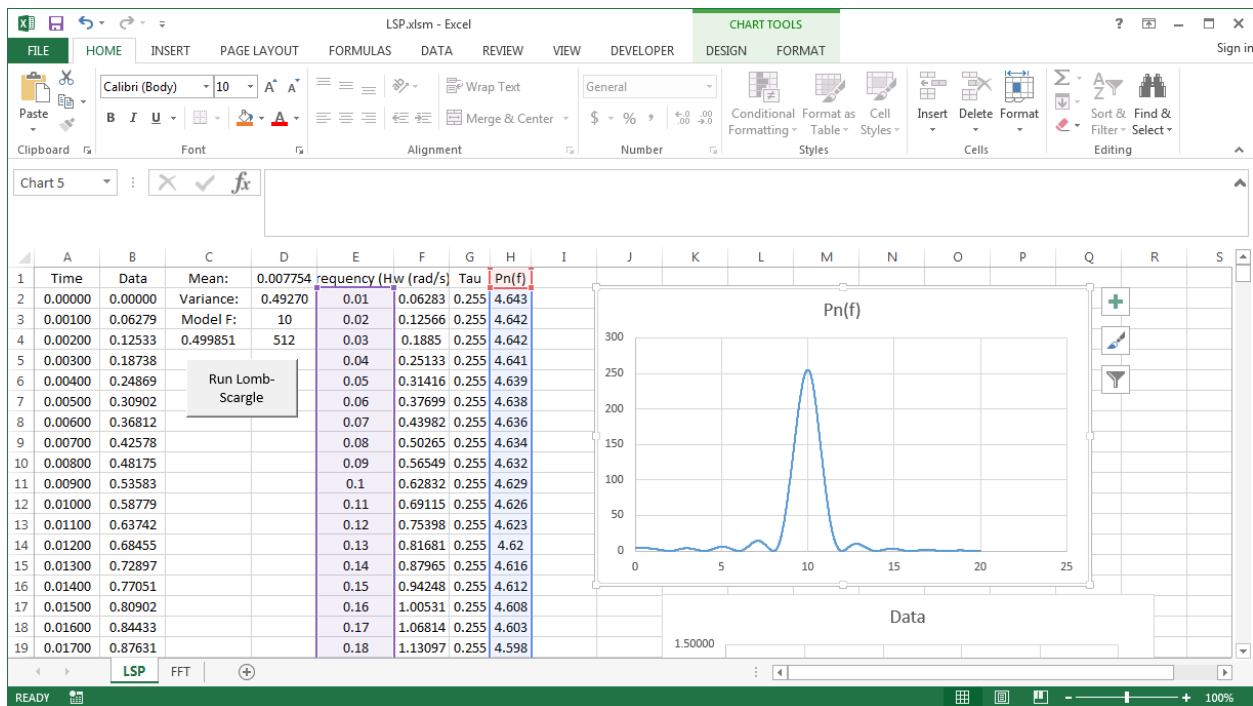 LSP.xlsm - Excel
CHART TOOLS
?
FILE HOME INSERT PAGE LAYOUT FORMULAS DATA REVIEW VIEW DEVELOPER DESIGN FORMAT Sign in
Paste
Calibri (Body) 10 A A
B I U A
Wrap Text
Merge & Center
General
$ % , .0 .00 .00 .0
Conditional Formatting
Format as Table
Cell Styles
Insert Delete Format
Sort & Filter
Find & Select
Clipboard Font Alignment Number Styles Cells Editing
Chart 5 fx
A B C D E F G H I J K L M N O P Q R S
1 Time Data Mean: 0.007754 requency (H w (rad/s) Tau Pn(f)
2 0.00000 0.00000 Variance: 0.49270 0.01 0.06283 0.255 4.643
3 0.00100 0.06279 Model F: 10 0.02 0.12566 0.255 4.642
4 0.00200 0.12533 0.499851 512 0.03 0.1885 0.255 4.642
5 0.00300 0.18738 0.04 0.25133 0.255 4.641
6 0.00400 0.24869 0.05 0.31416 0.255 4.639
7 0.00500 0.30902 0.06 0.37699 0.255 4.638
8 0.00600 0.36812 0.07 0.43982 0.255 4.636
9 0.00700 0.42578 0.08 0.50265 0.255 4.634
10 0.00800 0.48175 0.09 0.56549 0.255 4.632
11 0.00900 0.53583 0.1 0.62832 0.255 4.629
12 0.01000 0.58779 0.11 0.69115 0.255 4.626
13 0.01100 0.63742 0.12 0.75398 0.255 4.623
14 0.01200 0.68455 0.13 0.81681 0.255 4.62
15 0.01300 0.72897 0.14 0.87965 0.255 4.616
16 0.01400 0.77051 0.15 0.94248 0.255 4.612
17 0.01500 0.80902 0.16 1.00531 0.255 4.608
18 0.01600 0.84433 0.17 1.06814 0.255 4.603
19 0.01700 0.87631 0.18 1.13097 0.255 4.598
Run Lomb-
Scargle
Pn(f)
300
250
200
150
100
50
0
0 5 10 15 20 25
Data
1.50000
LSP FFT
READY 100%